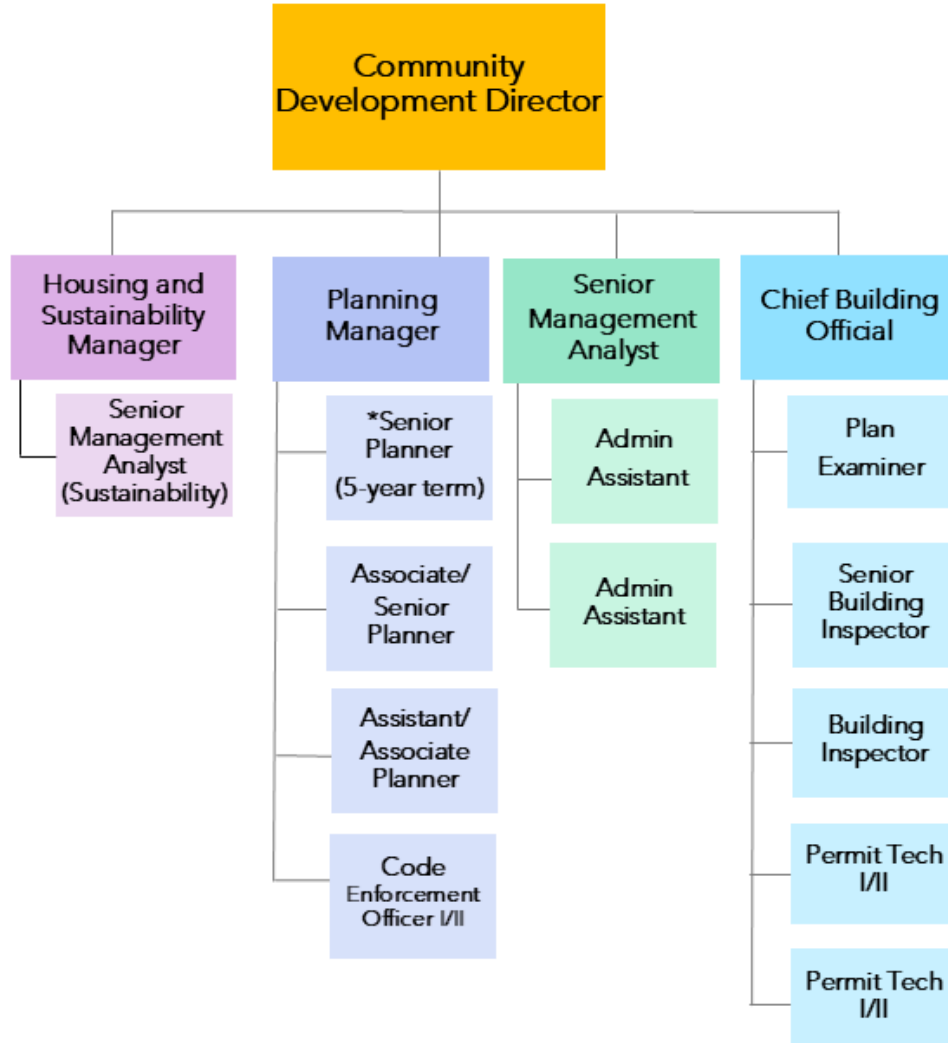 Community
Development Director
Housing and
Sustainability
Manager
Senior
Management
Analyst
(Sustainability)
Planning
Manager
*Senior
Planner
(5-year term)
Associate/
Senior
Planner
Assistant/
Associate
Planner
Code
Enforcement
Officer I/II
Senior
Management
Analyst
Admin
Assistant
Admin
Assistant
Chief Building
Official
Plan
Examiner
Senior
Building
Inspector
Building
Inspector
Permit Tech
I/II
Permit Tech
I/II